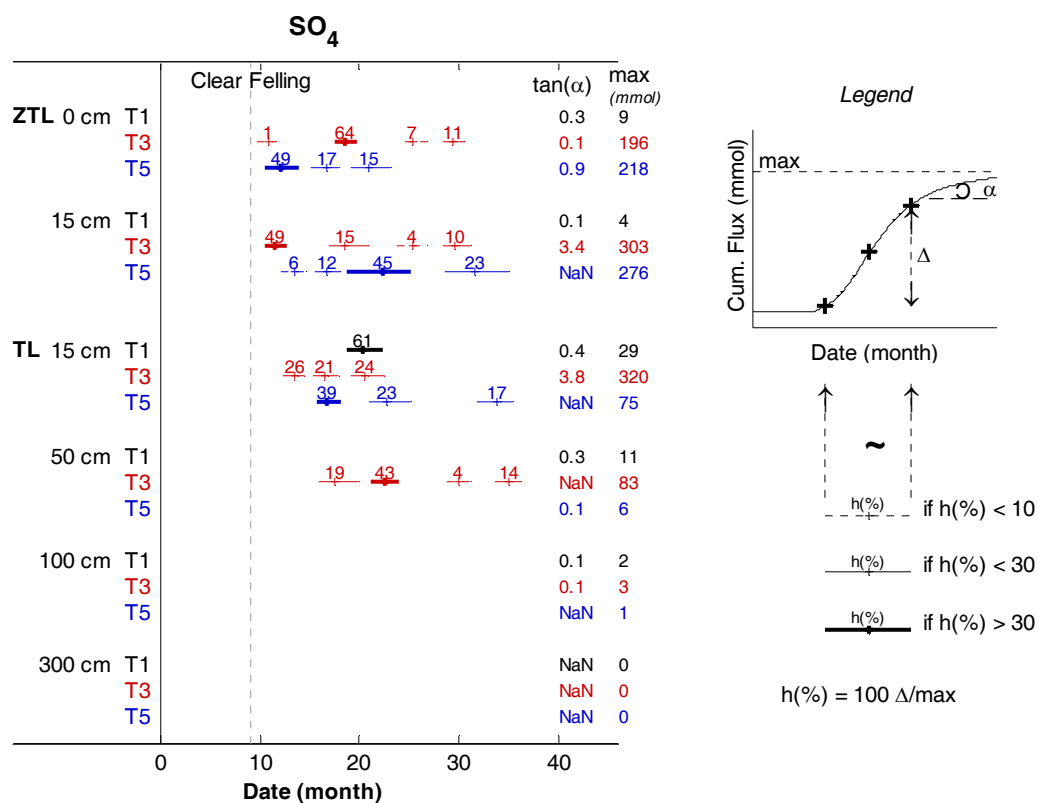 SO4
Clear Felling
tan(α) max
(mmol)
ZTL 0 cm T1 0.3 9
T3 1 64 7 11 0.1 196
T5 49 17 15 0.9 218
15 cm T1 0.1 4
T3 49 15 4 10 3.4 303
T5 6 12 45 23 NaN 276
TL 15 cm T1 61 0.4 29
T3 26 21 24 3.8 320
T5 39 23 17 NaN 75
50 cm T1 0.3 11
T3 19 43 4 14 NaN 83
T5 0.1 6
100 cm T1 0.1 2
T3 0.1 3
T5 NaN 1
300 cm T1 NaN 0
T3 NaN 0
T5 NaN 0
0 10 20 30 40
Date (month)
Legend
Cum. Flux (mmol)
max
α
Δ
Date (month)
~
h(%) if h(%) < 10
h(%) if h(%) < 30
h(%) if h(%) > 30
h(%) = 100 Δ/max